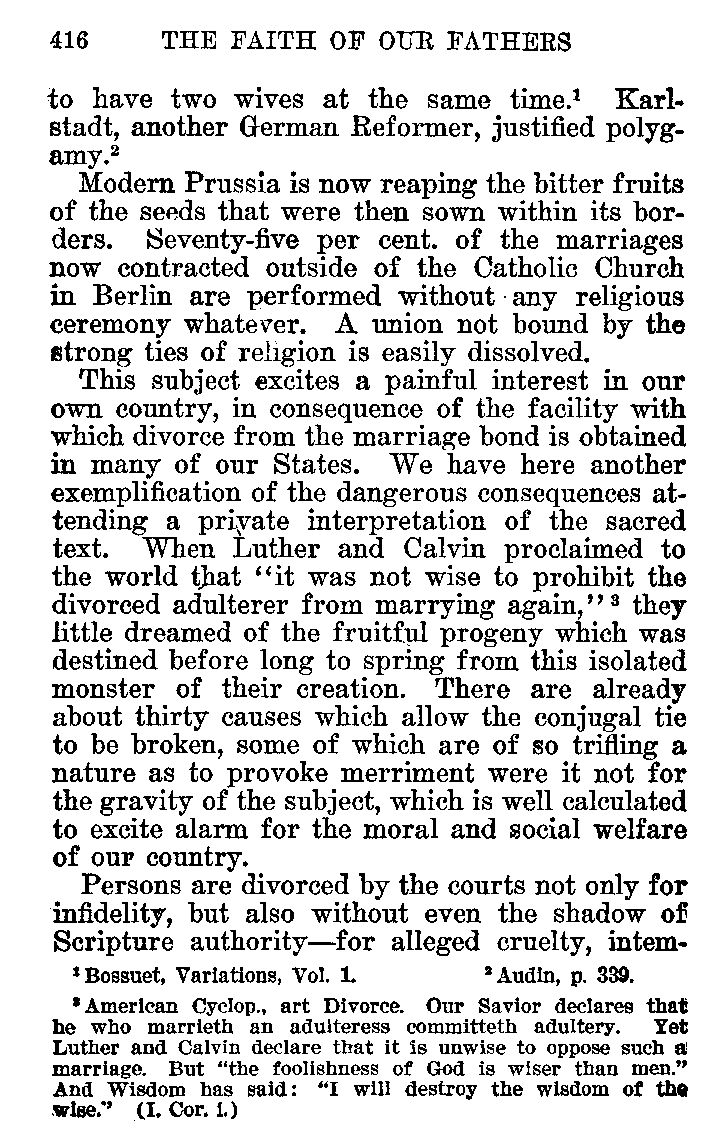 416 THE FAITH OF OUR FATHERS
to have two wives at the same time.¹ Karl-
stadt, another German Reformer, justified polyg-
amy.²
Modern Prussia is now reaping the bitter fruits
of the seeds that were then sown within its bor-
ders. Seventy-five per cent. of the marriages
now contracted outside of the Catholic Church
in Berlin are performed without any religious
ceremony whatever. A union not bound by the
strong ties of religion is easily dissolved.
This subject excites a painful interest in our
own country, in consequence of the facility with
which divorce from the marriage bond is obtained
in many of our States. We have here another
exemplification of the dangerous consequences at-
tending a private interpretation of the sacred
text. When Luther and Calvin proclaimed to
the world that “it was not wise to prohibit the
divorced adulterer from marrying again,” ³ they
little dreamed of the fruitful progeny which was
destined before long to spring from this isolated
monster of their creation. There are already
about thirty causes which allow the conjugal tie
to be broken, some of which are of so trifling a
nature as to provoke merriment were it not for
the gravity of the subject, which is well calculated
to excite alarm for the moral and social welfare
of our country.
Persons are divorced by the courts not only for
infidelity, but also without even the shadow of
Scripture authority—for alleged cruelty, intem-
¹ Bossuet, Variations, Vol. 1. ² Audin, p. 339.
³ American Cyclop., art Divorce. Our Savior declares that
he who marrieth an adulteress committeth adultery. Yet
Luther and Calvin declare that it is unwise to oppose such a
marriage. But “the foolishness of God is wiser than men.”
And Wisdom has said: “I will destroy the wisdom of the
wise.” (I. Cor. i.)